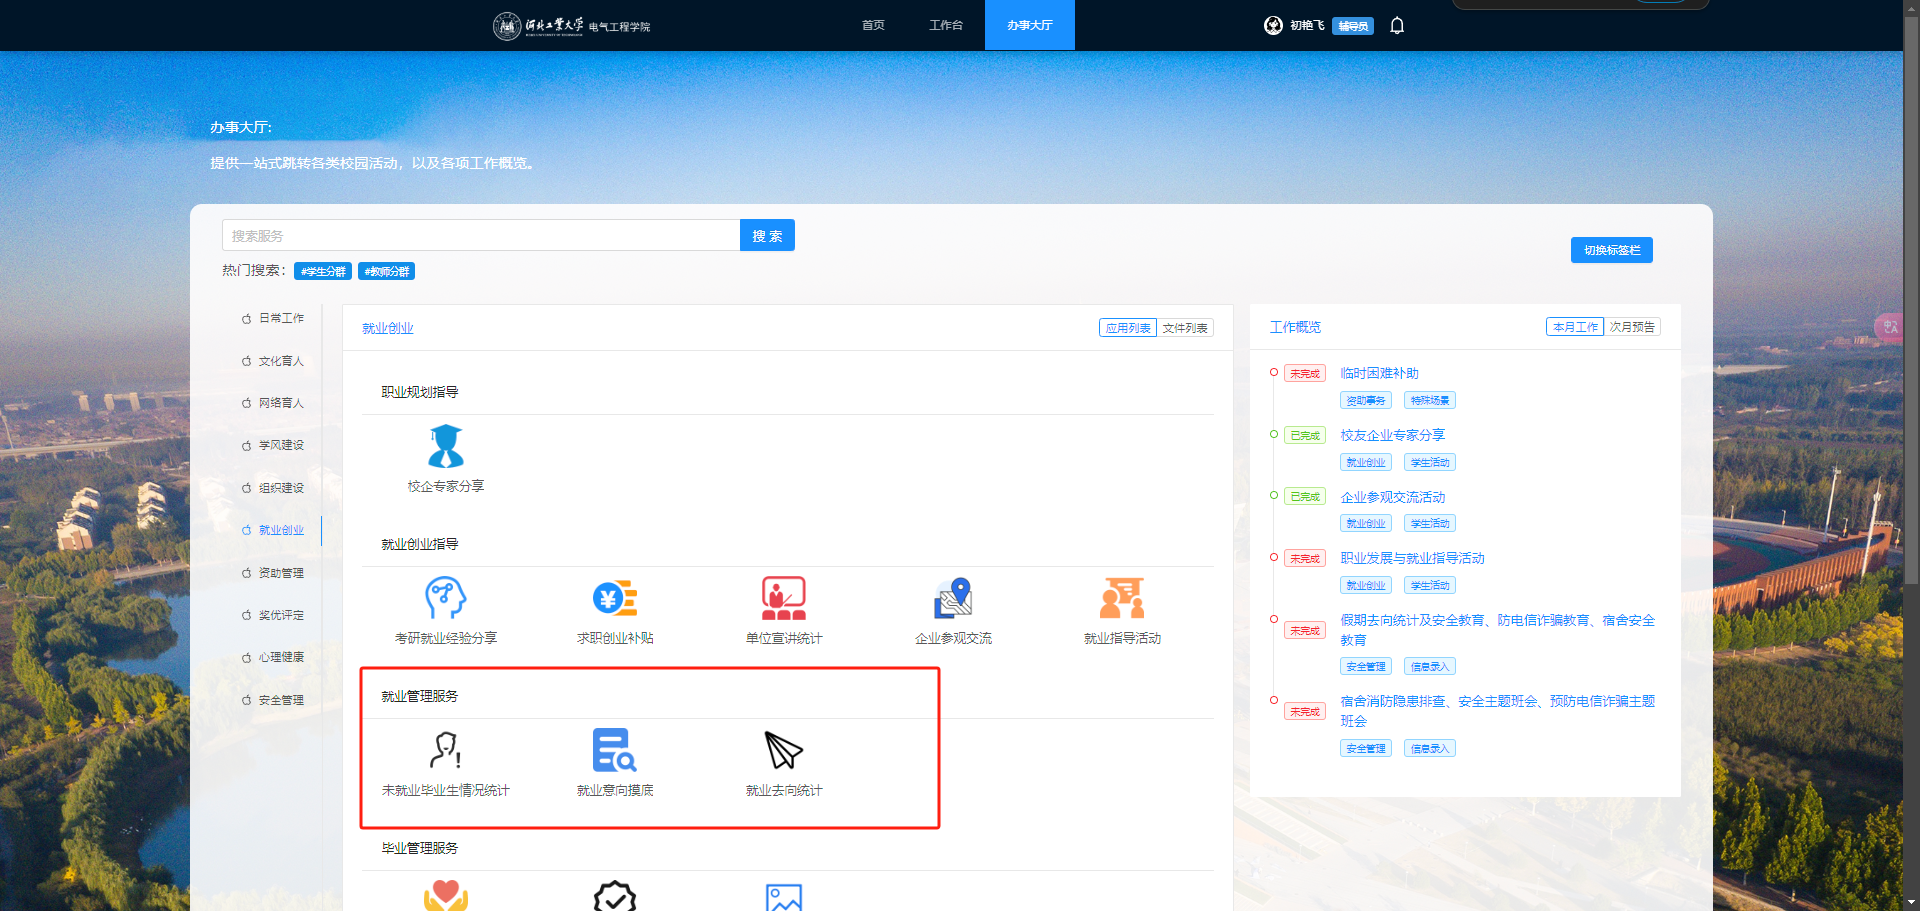 河北工业大学 电气工程学院
首页 工作台 办事大厅
初艳飞 辅导员
办事大厅:
提供一站式跳转各类校园活动，以及各项工作概览。
搜索服务 搜 索
热门搜索： #学生分群 #教师分群
切换标签栏
日常工作
文化育人
网络育人
学风建设
组织建设
就业创业
资助管理
奖优评定
心理健康
安全管理
就业创业 应用列表 文件列表
职业规划指导
校企专家分享
就业创业指导
考研就业经验分享 求职创业补贴 单位宣讲统计 企业参观交流 就业指导活动
就业管理服务
未就业毕业生情况统计 就业意向摸底 就业去向统计
毕业管理服务
工作概览 本月工作 次月预告
未完成 临时困难补助
资助事务 特殊场景
已完成 校友企业专家分享
就业创业 学生活动
已完成 企业参观交流活动
就业创业 学生活动
未完成 职业发展与就业指导活动
就业创业 学生活动
未完成 假期去向统计及安全教育、防电信诈骗教育、宿舍安全
教育
安全管理 信息录入
未完成 宿舍消防隐患排查、安全主题班会、预防电信诈骗主题
班会
安全管理 信息录入